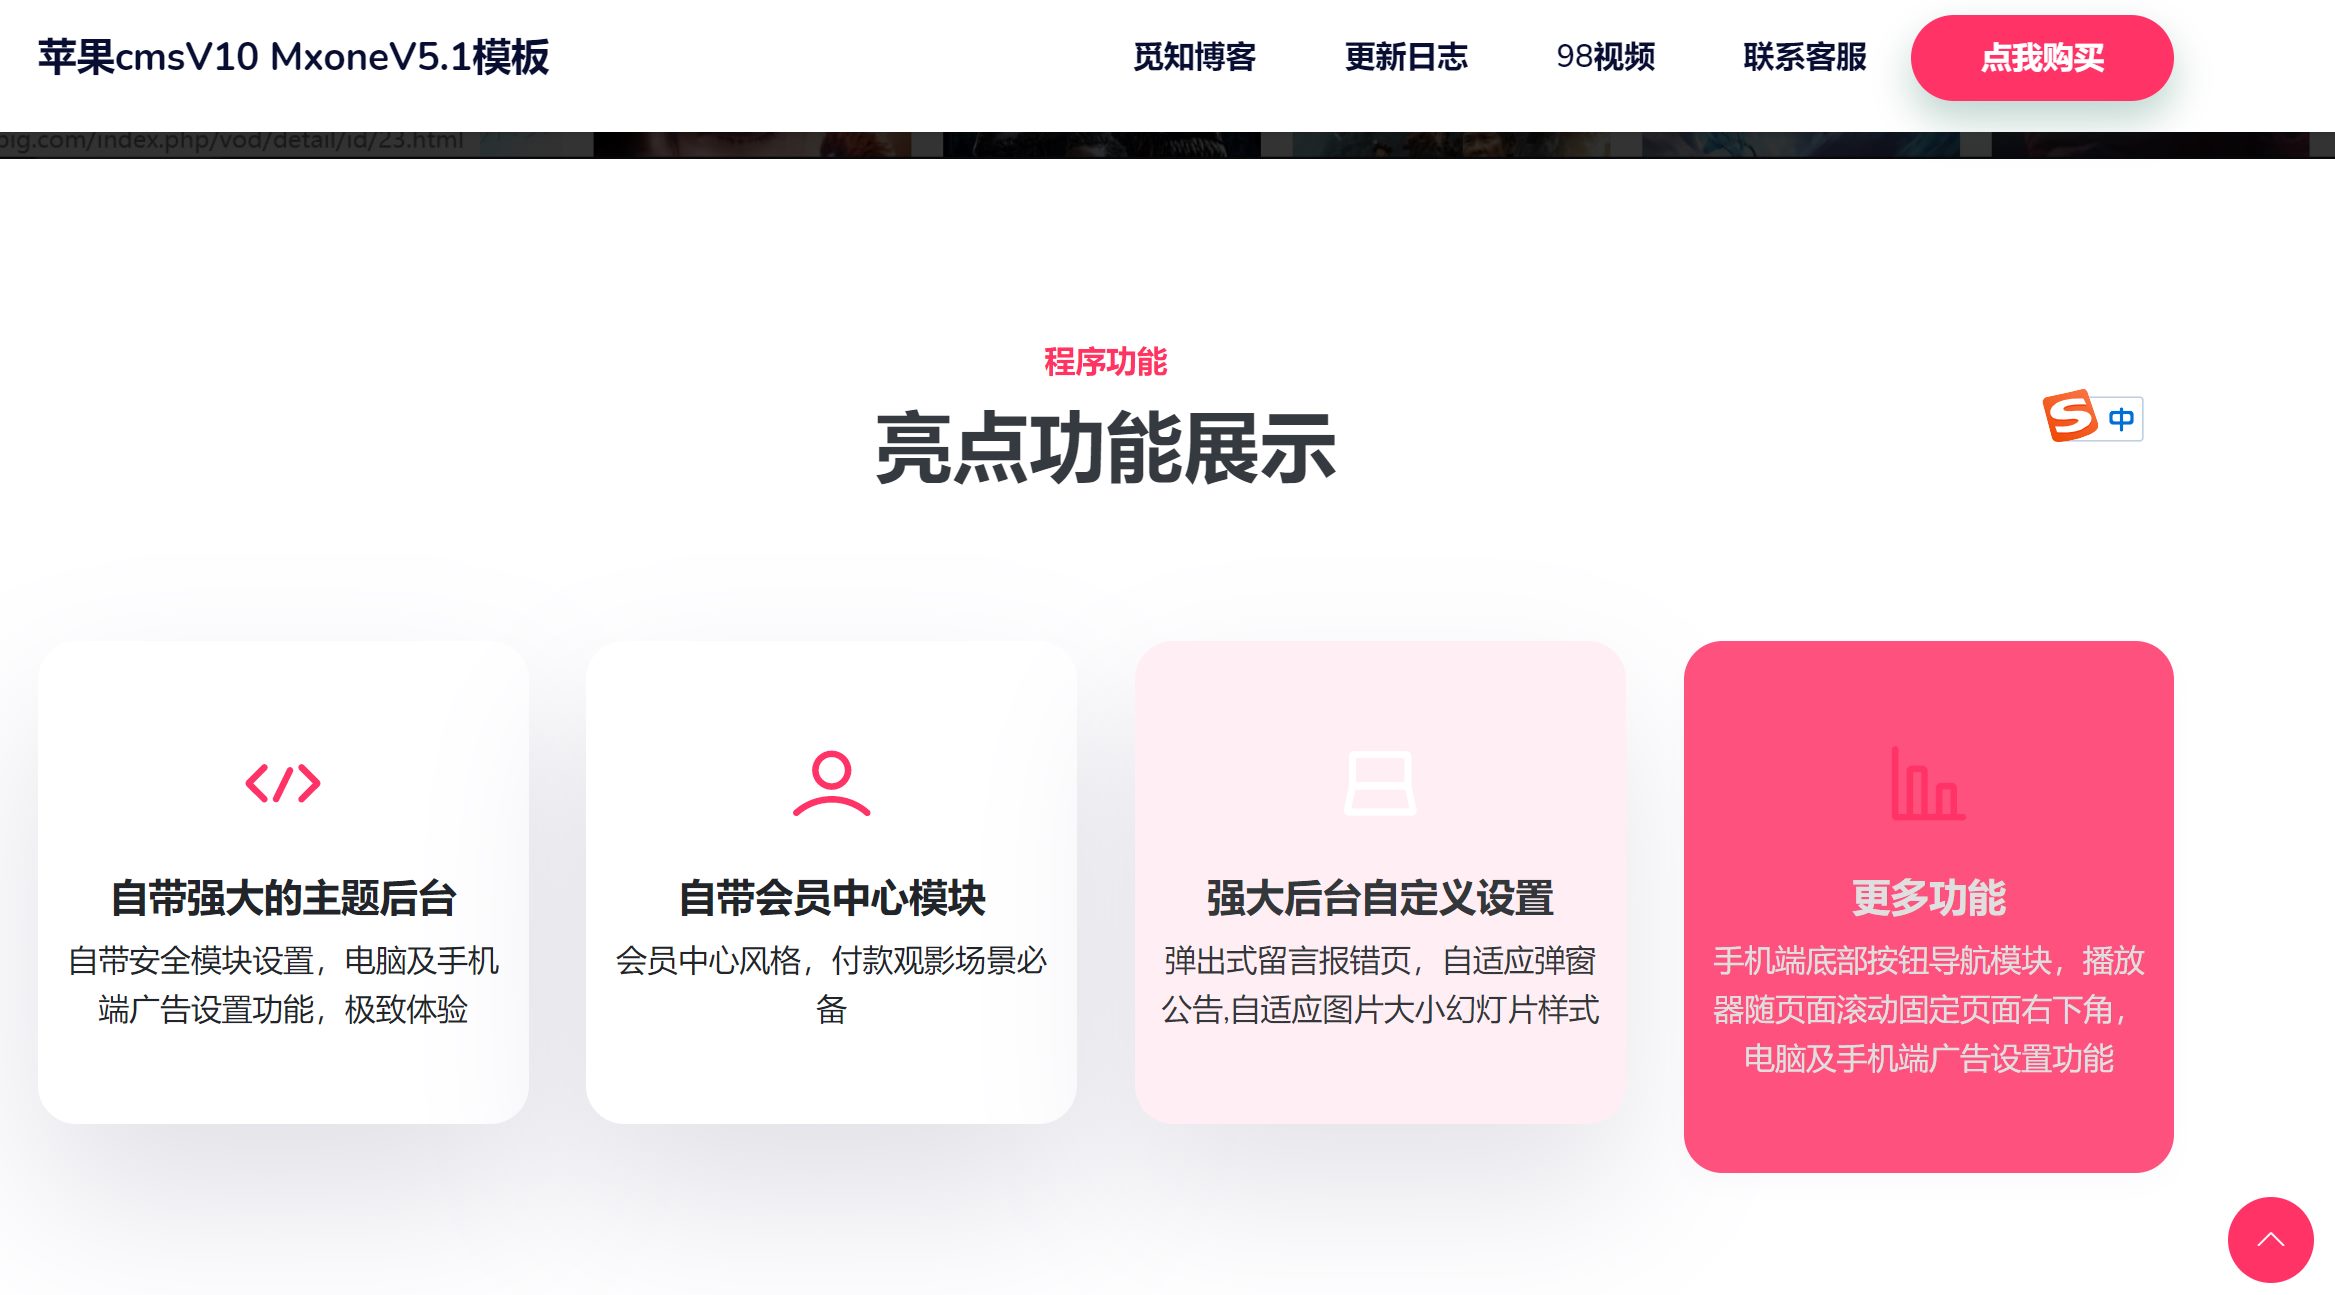 苹果cmsV10 MxoneV5.1模板
觅知博客
更新日志
98视频
联系客服
点我购买
big.com/index.php/vod/detail/id/23.html
程序功能
亮点功能展示
中
自带强大的主题后台
自带安全模块设置，电脑及手机
端广告设置功能，极致体验
自带会员中心模块
会员中心风格，付款观影场景必
备
强大后台自定义设置
弹出式留言报错页，自适应弹窗
公告,自适应图片大小幻灯片样式
更多功能
手机端底部按钮导航模块，播放
器随页面滚动固定页面右下角，
电脑及手机端广告设置功能